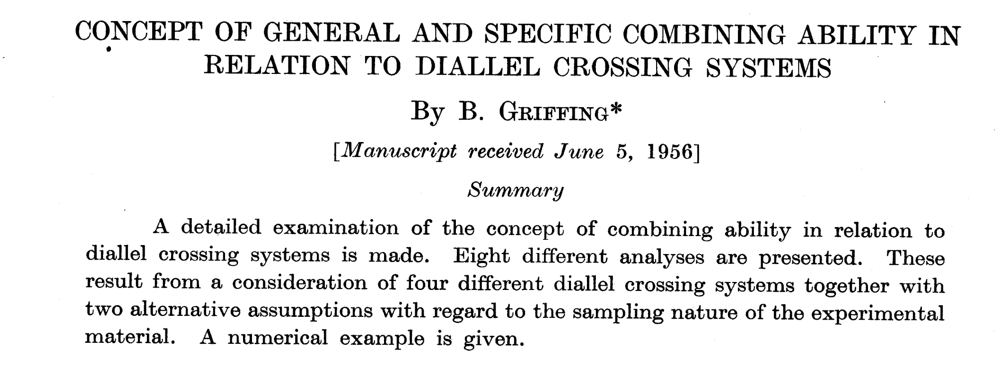 CONCEPT OF GENERAL AND SPECIFIC COMBINING ABILITY IN
RELATION TO DIALLEL CROSSING SYSTEMS
By B. GRIFFING*
[Manuscript received June 5, 1956]
Summary
A detailed examination of the concept of combining ability in relation to
diallel crossing systems is made. Eight different analyses are presented. These
result from a consideration of four different diallel crossing systems together with
two alternative assumptions with regard to the sampling nature of the experimental
material. A numerical example is given.